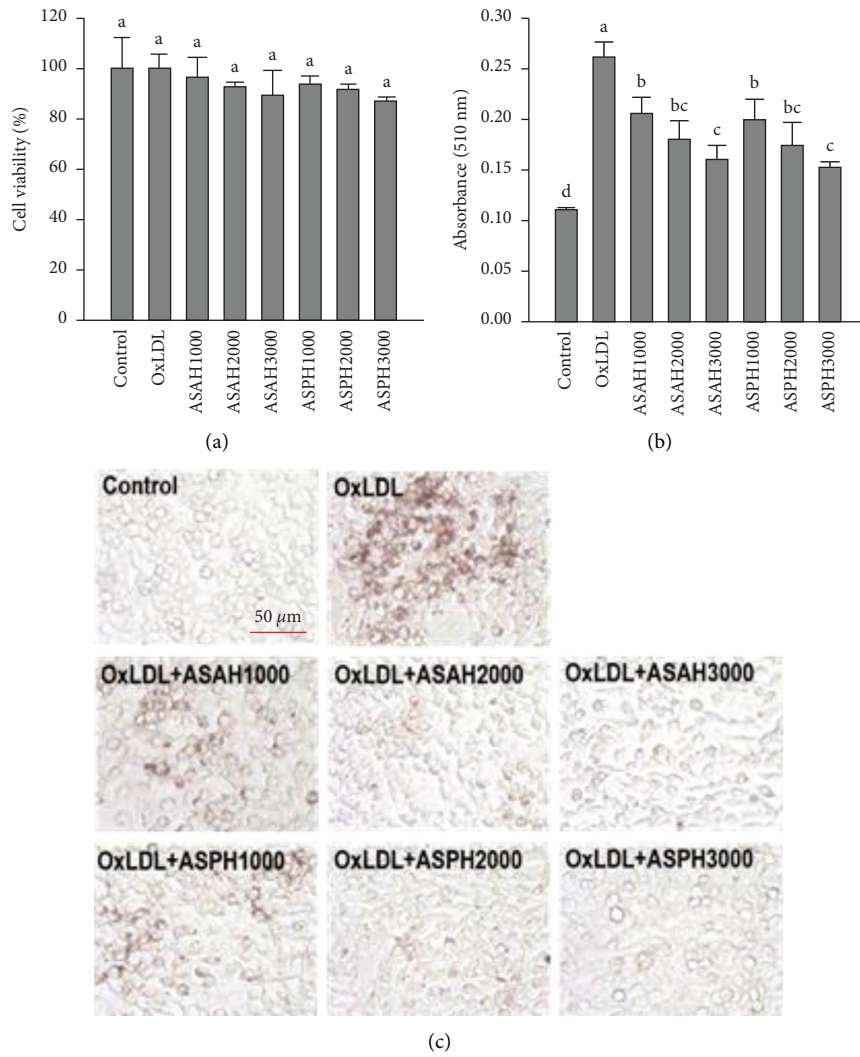 120
100
80
60
40
20
0
Cell viability (%)
a
a
a
a
a
a
a
a
Control
OxLDL
ASAH1000
ASAH2000
ASAH3000
ASPH1000
ASPH2000
ASPH3000
(a)
0.30
0.25
0.20
0.15
0.10
0.05
0.00
Absorbance (510 nm)
d
a
b
bc
c
b
bc
c
Control
OxLDL
ASAH1000
ASAH2000
ASAH3000
ASPH1000
ASPH2000
ASPH3000
(b)
Control
OxLDL
50 μm
OxLDL+ASAH1000
OxLDL+ASAH2000
OxLDL+ASAH3000
OxLDL+ASPH1000
OxLDL+ASPH2000
OxLDL+ASPH3000
(c)